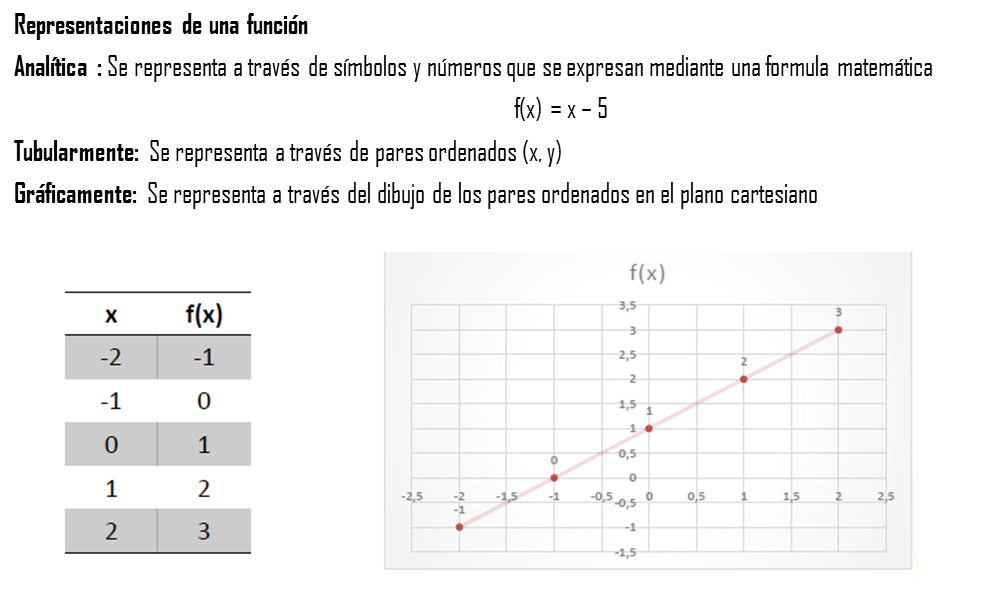 Representaciones de una función
Analítica : Se representa a través de símbolos y números que se expresan mediante una formula matemática
f(x) = x – 5
Tubularmente: Se representa a través de pares ordenados (x, y)
Gráficamente: Se representa a través del dibujo de los pares ordenados en el plano cartesiano
x f(x)
-2 -1
-1 0
0 1
1 2
2 3
f(x)
3,5
3
2,5
2
1,5
1
0,5
0
-0,5
-1
-1,5
-2,5 -2 -1,5 -1 -0,5 0 0,5 1 1,5 2 2,5
-1
0
1
2
3